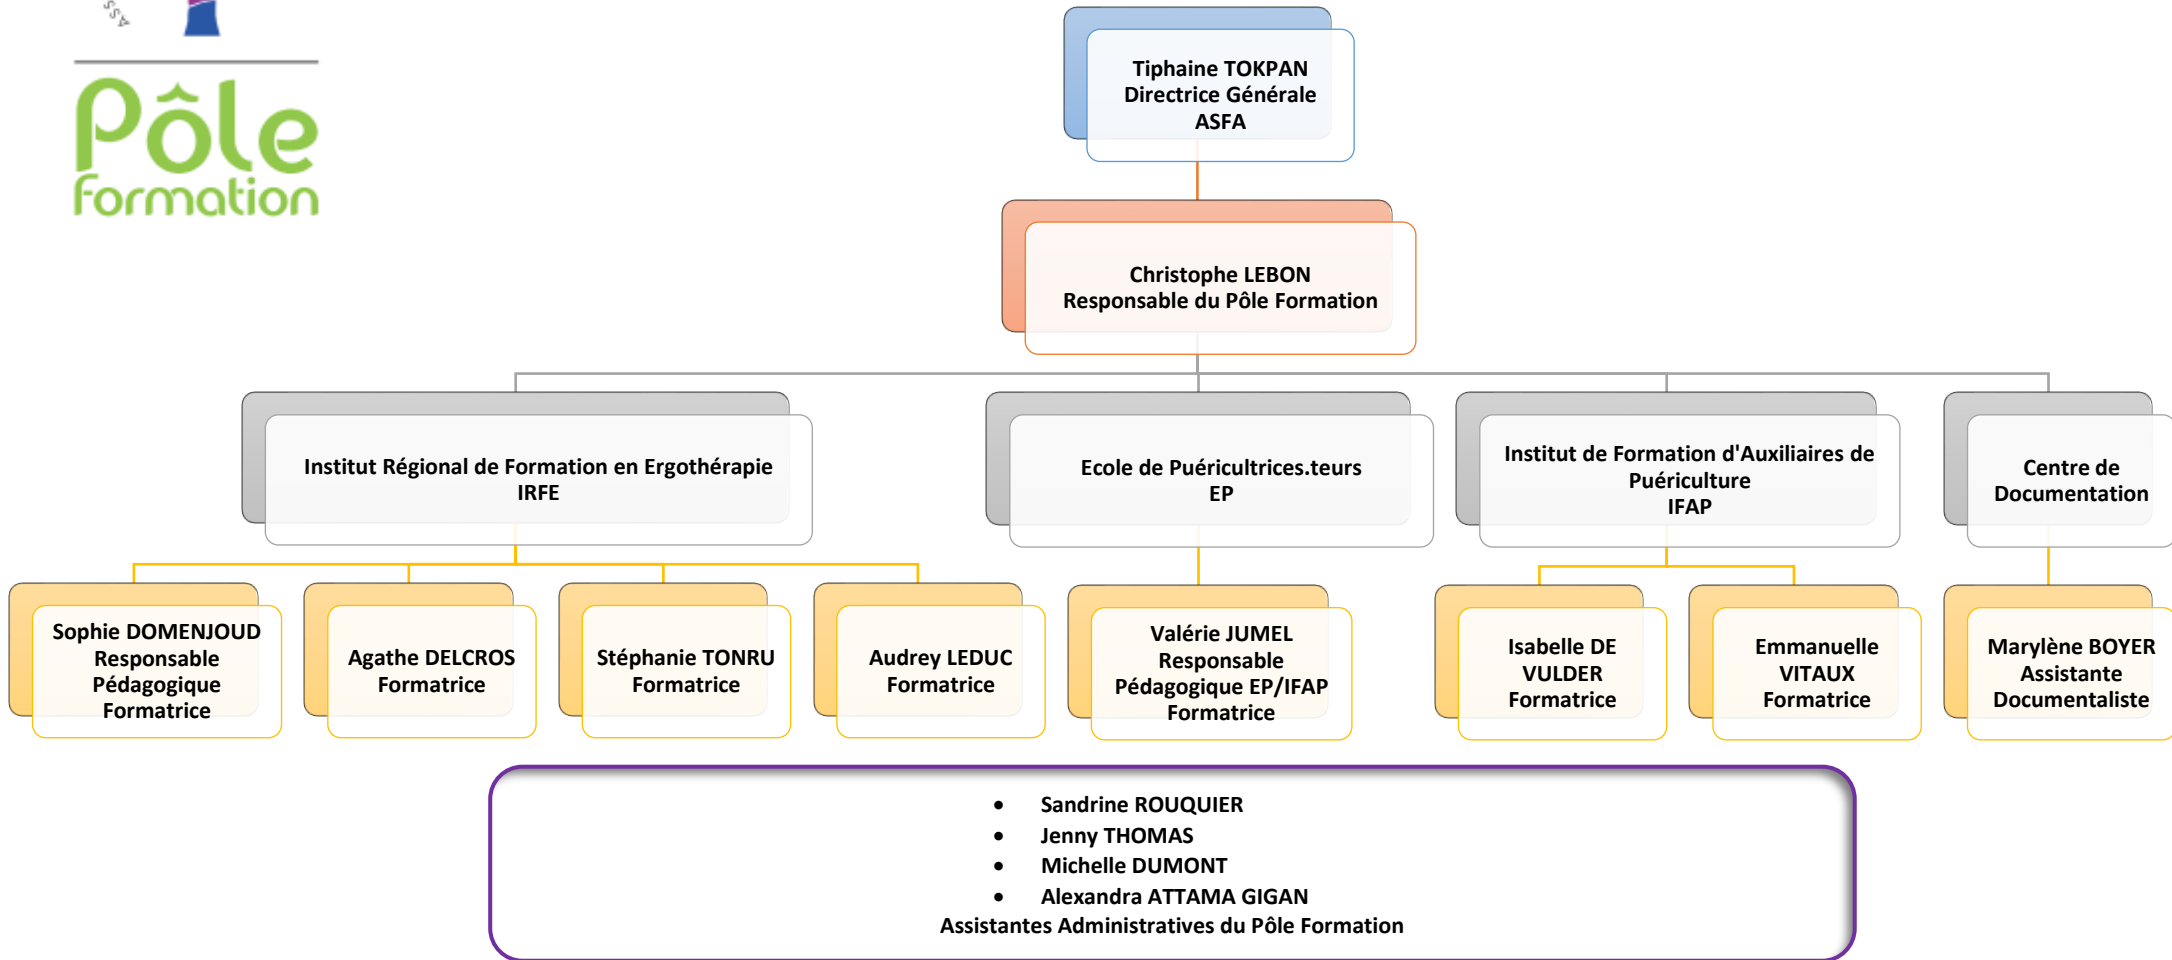 Pôle
formation
Tiphaine TOKPAN
Directrice Générale
ASFA
Christophe LEBON
Responsable du Pôle Formation
Institut Régional de Formation en Ergothérapie
IRFE
Ecole de Puéricultrices.teurs
EP
Institut de Formation d'Auxiliaires de
Puériculture
IFAP
Centre de
Documentation
Sophie DOMENJOUD
Responsable
Pédagogique
Formatrice
Agathe DELCROS
Formatrice
Stéphanie TONRU
Formatrice
Audrey LEDUC
Formatrice
Valérie JUMEL
Responsable
Pédagogique EP/IFAP
Formatrice
Isabelle DE
VULDER
Formatrice
Emmanuelle
VITAUX
Formatrice
Marylène BOYER
Assistante
Documentaliste
• Sandrine ROUQUIER
• Jenny THOMAS
• Michelle DUMONT
• Alexandra ATTAMA GIGAN
Assistantes Administratives du Pôle Formation